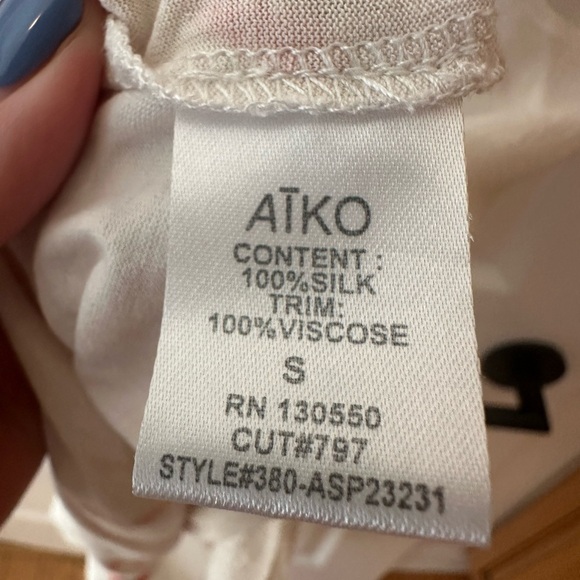 AĪKO
CONTENT :
100%SILK
TRIM:
100%VISCOSE
S
RN 130550
CUT#797
STYLE#380-ASP23231